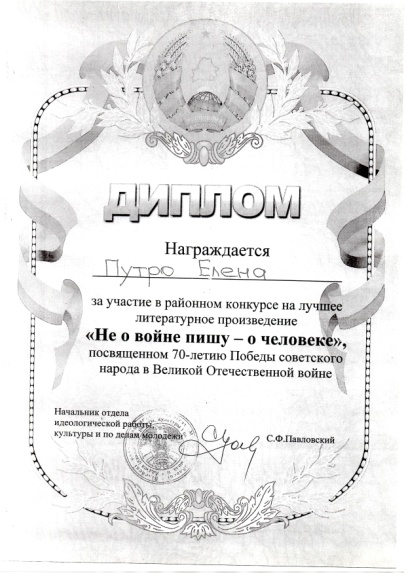 ДИПЛОМ
Награждается
Путро Елена
за участие в районном конкурсе на лучшее
литературное произведение
«Не о войне пишу – о человеке»,
посвященном 70-летию Победы советского
народа в Великой Отечественной войне
Начальник отдела
идеологической работы,
культуры и по делам молодежи
С.Ф.Павловский